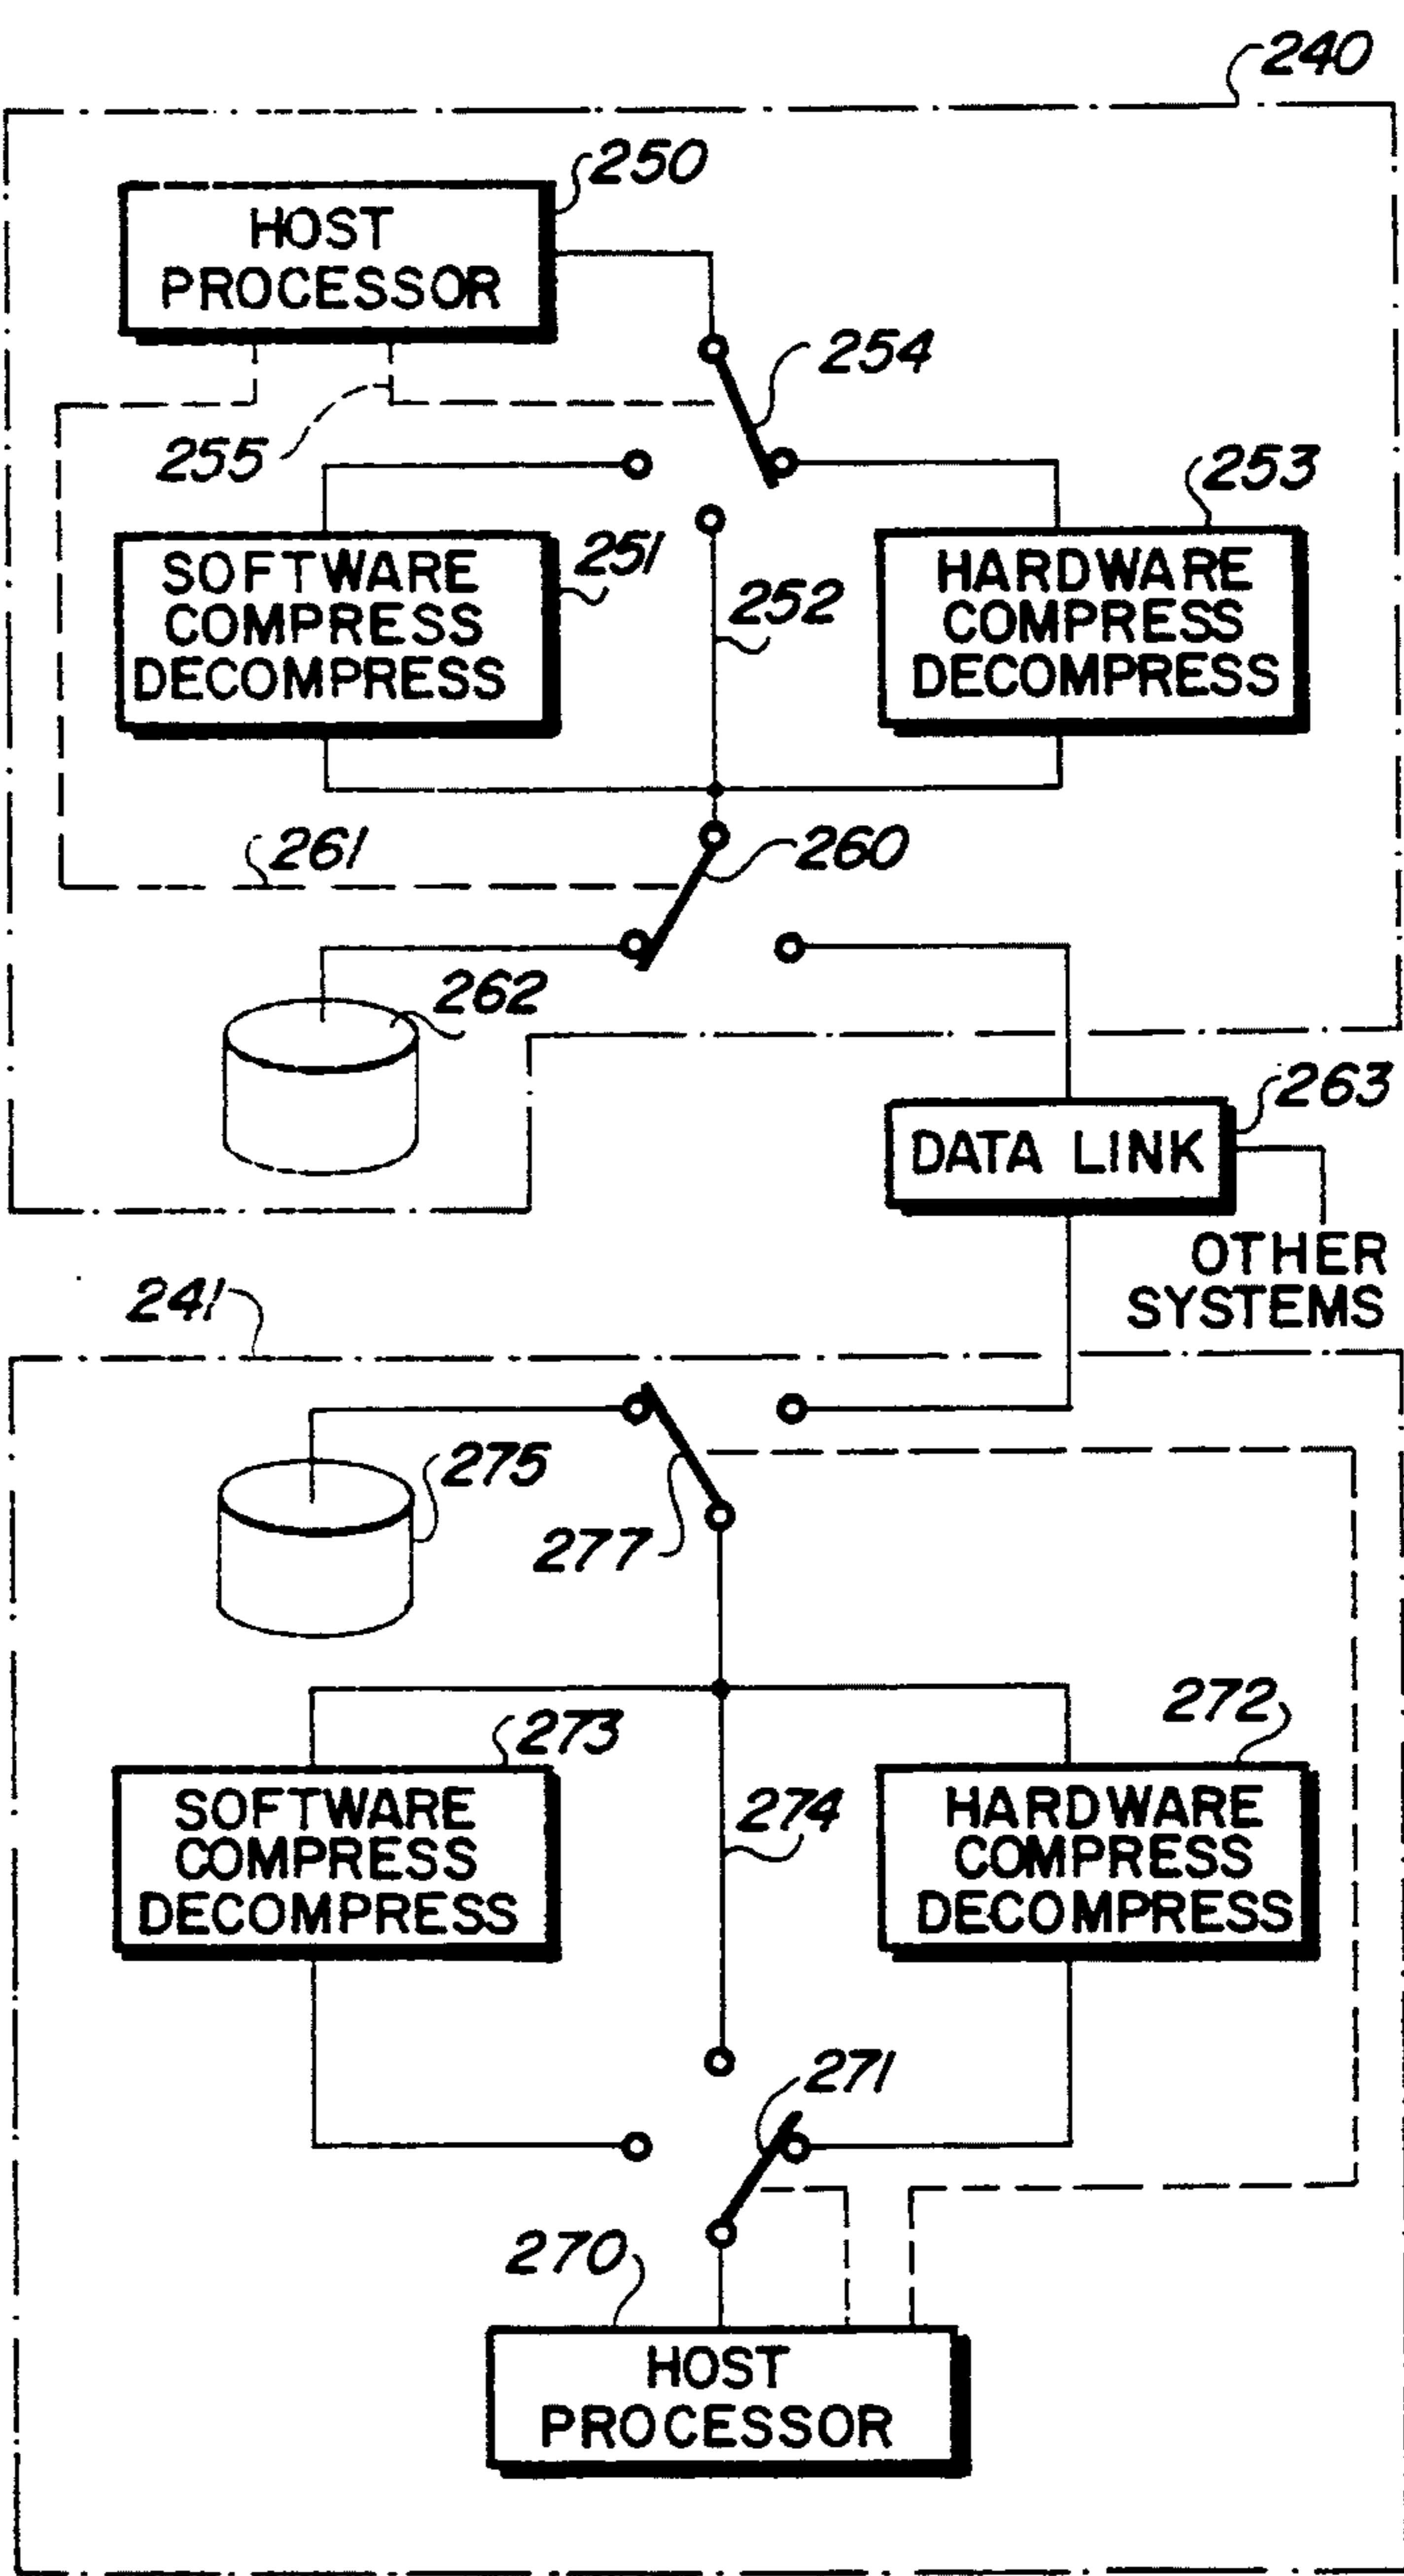 240
250
HOST
PROCESSOR
254
255
253
SOFTWARE
COMPRESS
DECOMPRESS
251
252
HARDWARE
COMPRESS
DECOMPRESS
261
260
262
263
DATA LINK
OTHER
SYSTEMS
241
275
277
272
273
SOFTWARE
COMPRESS
DECOMPRESS
274
HARDWARE
COMPRESS
DECOMPRESS
271
270
HOST
PROCESSOR